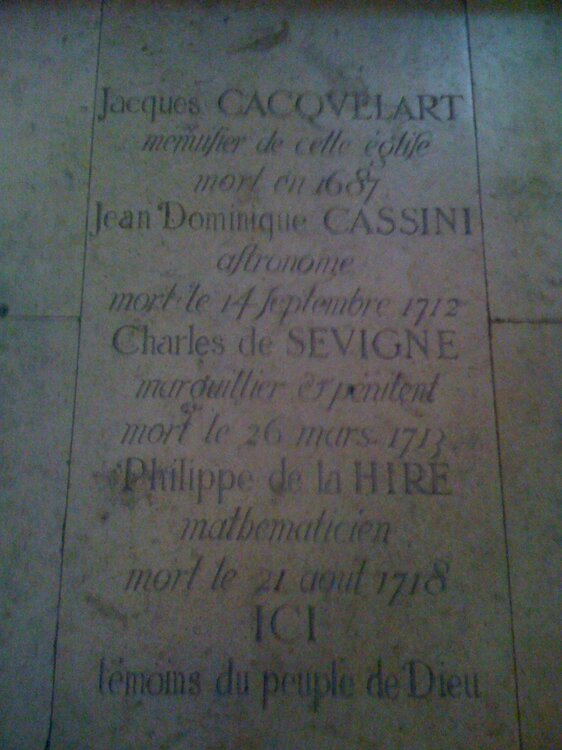 Jacques CACQVELART
menuisier de cette église
mort en 1687
Jean Dominique CASSINI
astronome
mort le 14 septembre 1712
Charles de SEVIGNE
marguillier & pénitent
mort le 26 mars 1713
Philippe de la HIRE
mathematicien
mort le 21 aout 1718
ICI
témoins du peuple de Dieu